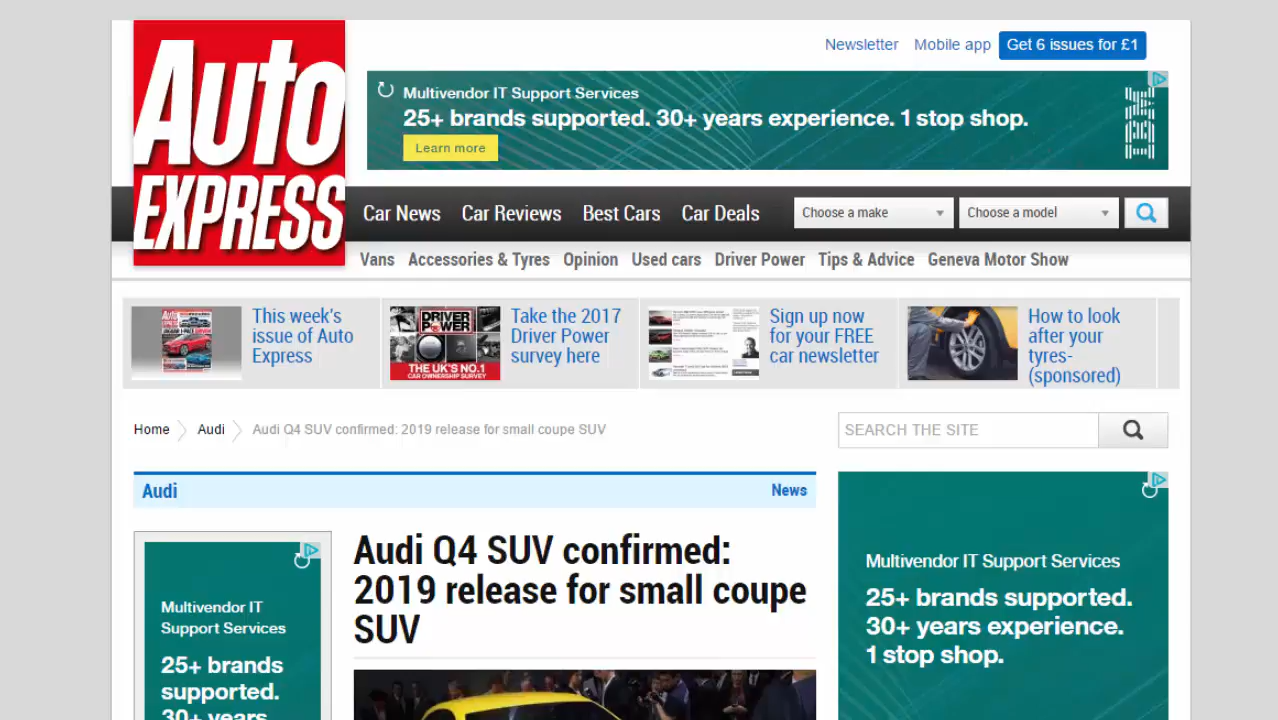 Auto
EXPRESS
Newsletter Mobile app Get 6 issues for £1
Multivendor IT Support Services
25+ brands supported. 30+ years experience. 1 stop shop.
Learn more
IBM
Car News Car Reviews Best Cars Car Deals Choose a make Choose a model
Vans Accessories & Tyres Opinion Used cars Driver Power Tips & Advice Geneva Motor Show
This week's
issue of Auto
Express
DRIVER
POWER
THE UK'S NO.1
CAR OWNERSHIP SURVEY
Take the 2017
Driver Power
survey here
Sign up now
for your FREE
car newsletter
How to look
after your
tyres-
(sponsored)
Home Audi Audi Q4 SUV confirmed: 2019 release for small coupe SUV
SEARCH THE SITE
Audi News
Multivendor IT
Support Services
25+ brands
supported.
30+ years
Audi Q4 SUV confirmed:
2019 release for small coupe
SUV
Multivendor IT Support Services
25+ brands supported.
30+ years experience.
1 stop shop.